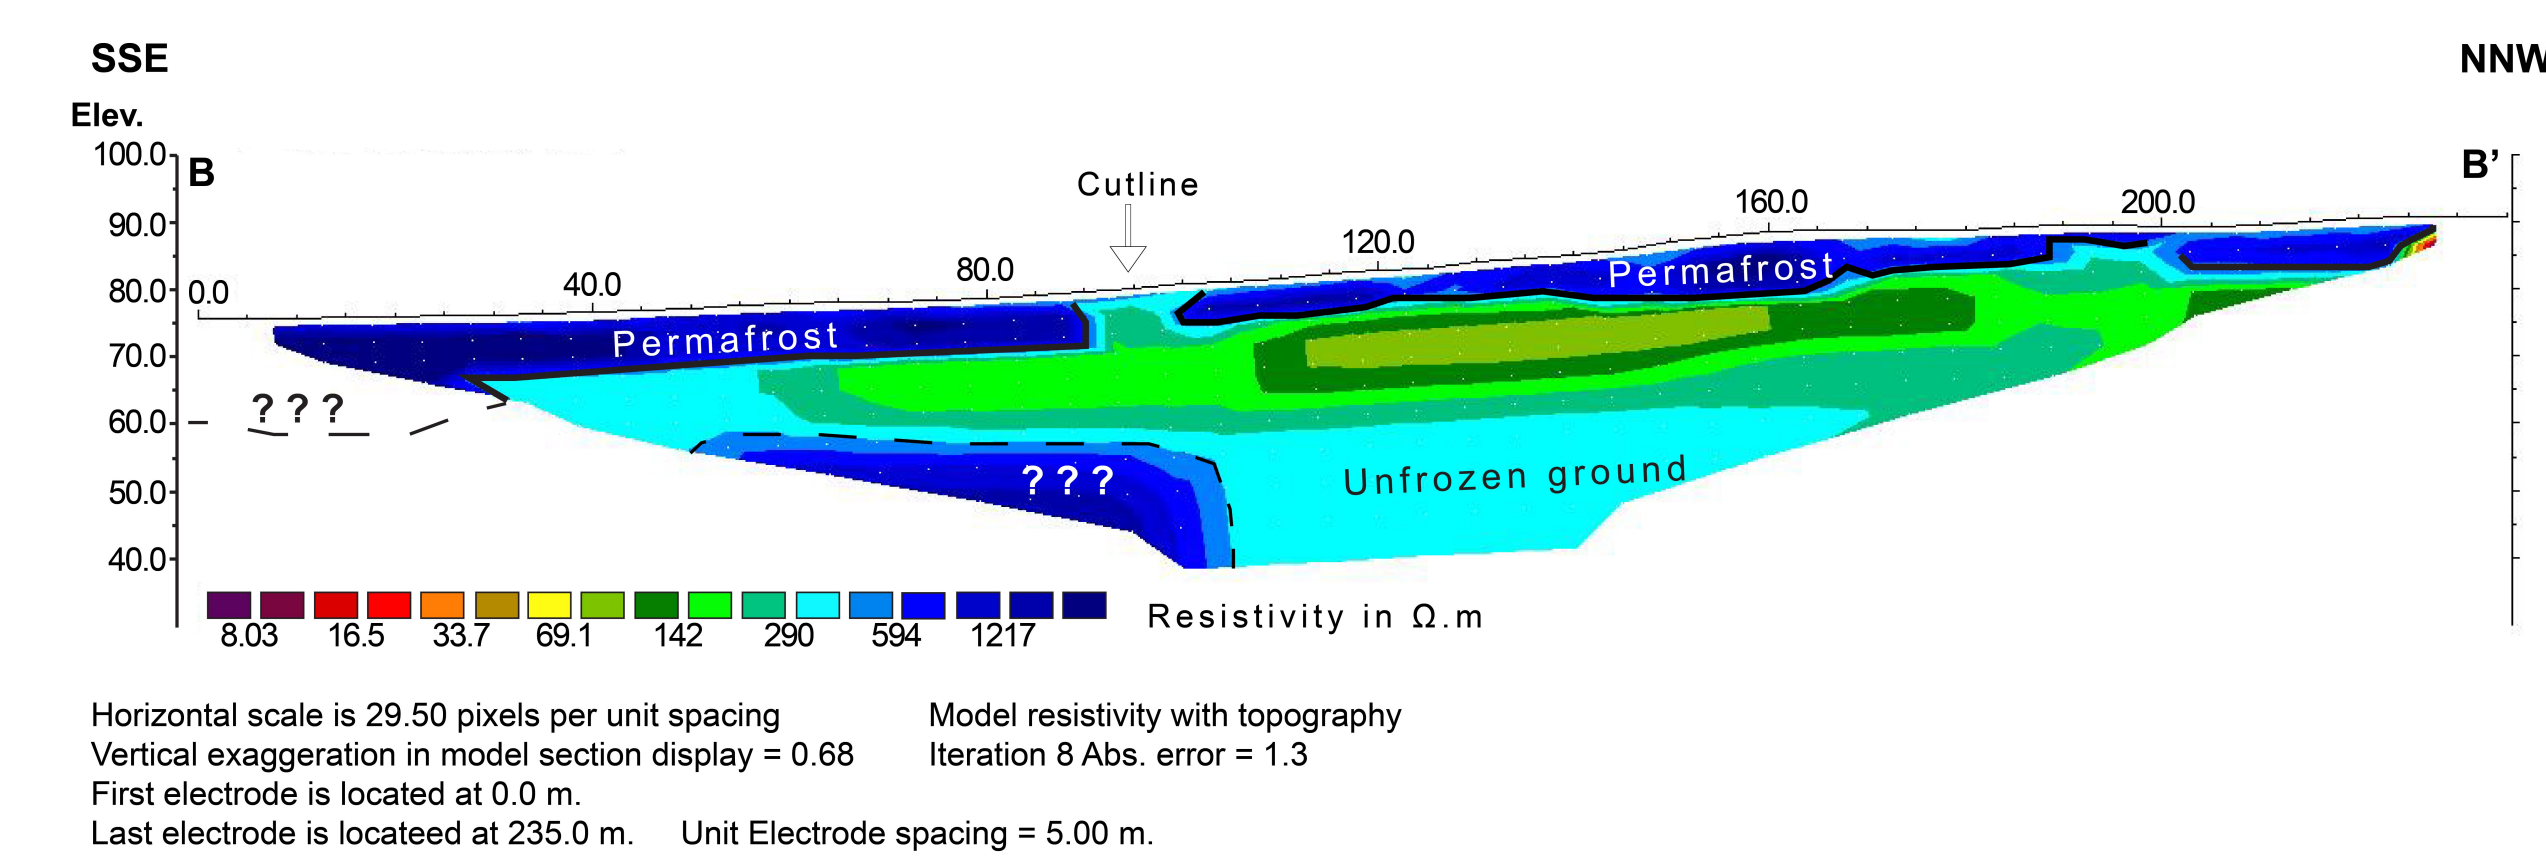 SSE
NNW
Elev.
100.0
B
B’
Cutline
160.0
200.0
90.0
120.0
80.0
80.0
0.0
40.0
Permafrost
Permafrost
70.0
60.0
? ? ?
? ? ?
Unfrozen ground
50.0
40.0
8.03 16.5 33.7 69.1 142 290 594 1217
Resistivity in Ω.m
Horizontal scale is 29.50 pixels per unit spacing
Model resistivity with topography
Vertical exaggeration in model section display = 0.68
Iteration 8 Abs. error = 1.3
First electrode is located at 0.0 m.
Last electrode is locateed at 235.0 m.
Unit Electrode spacing = 5.00 m.